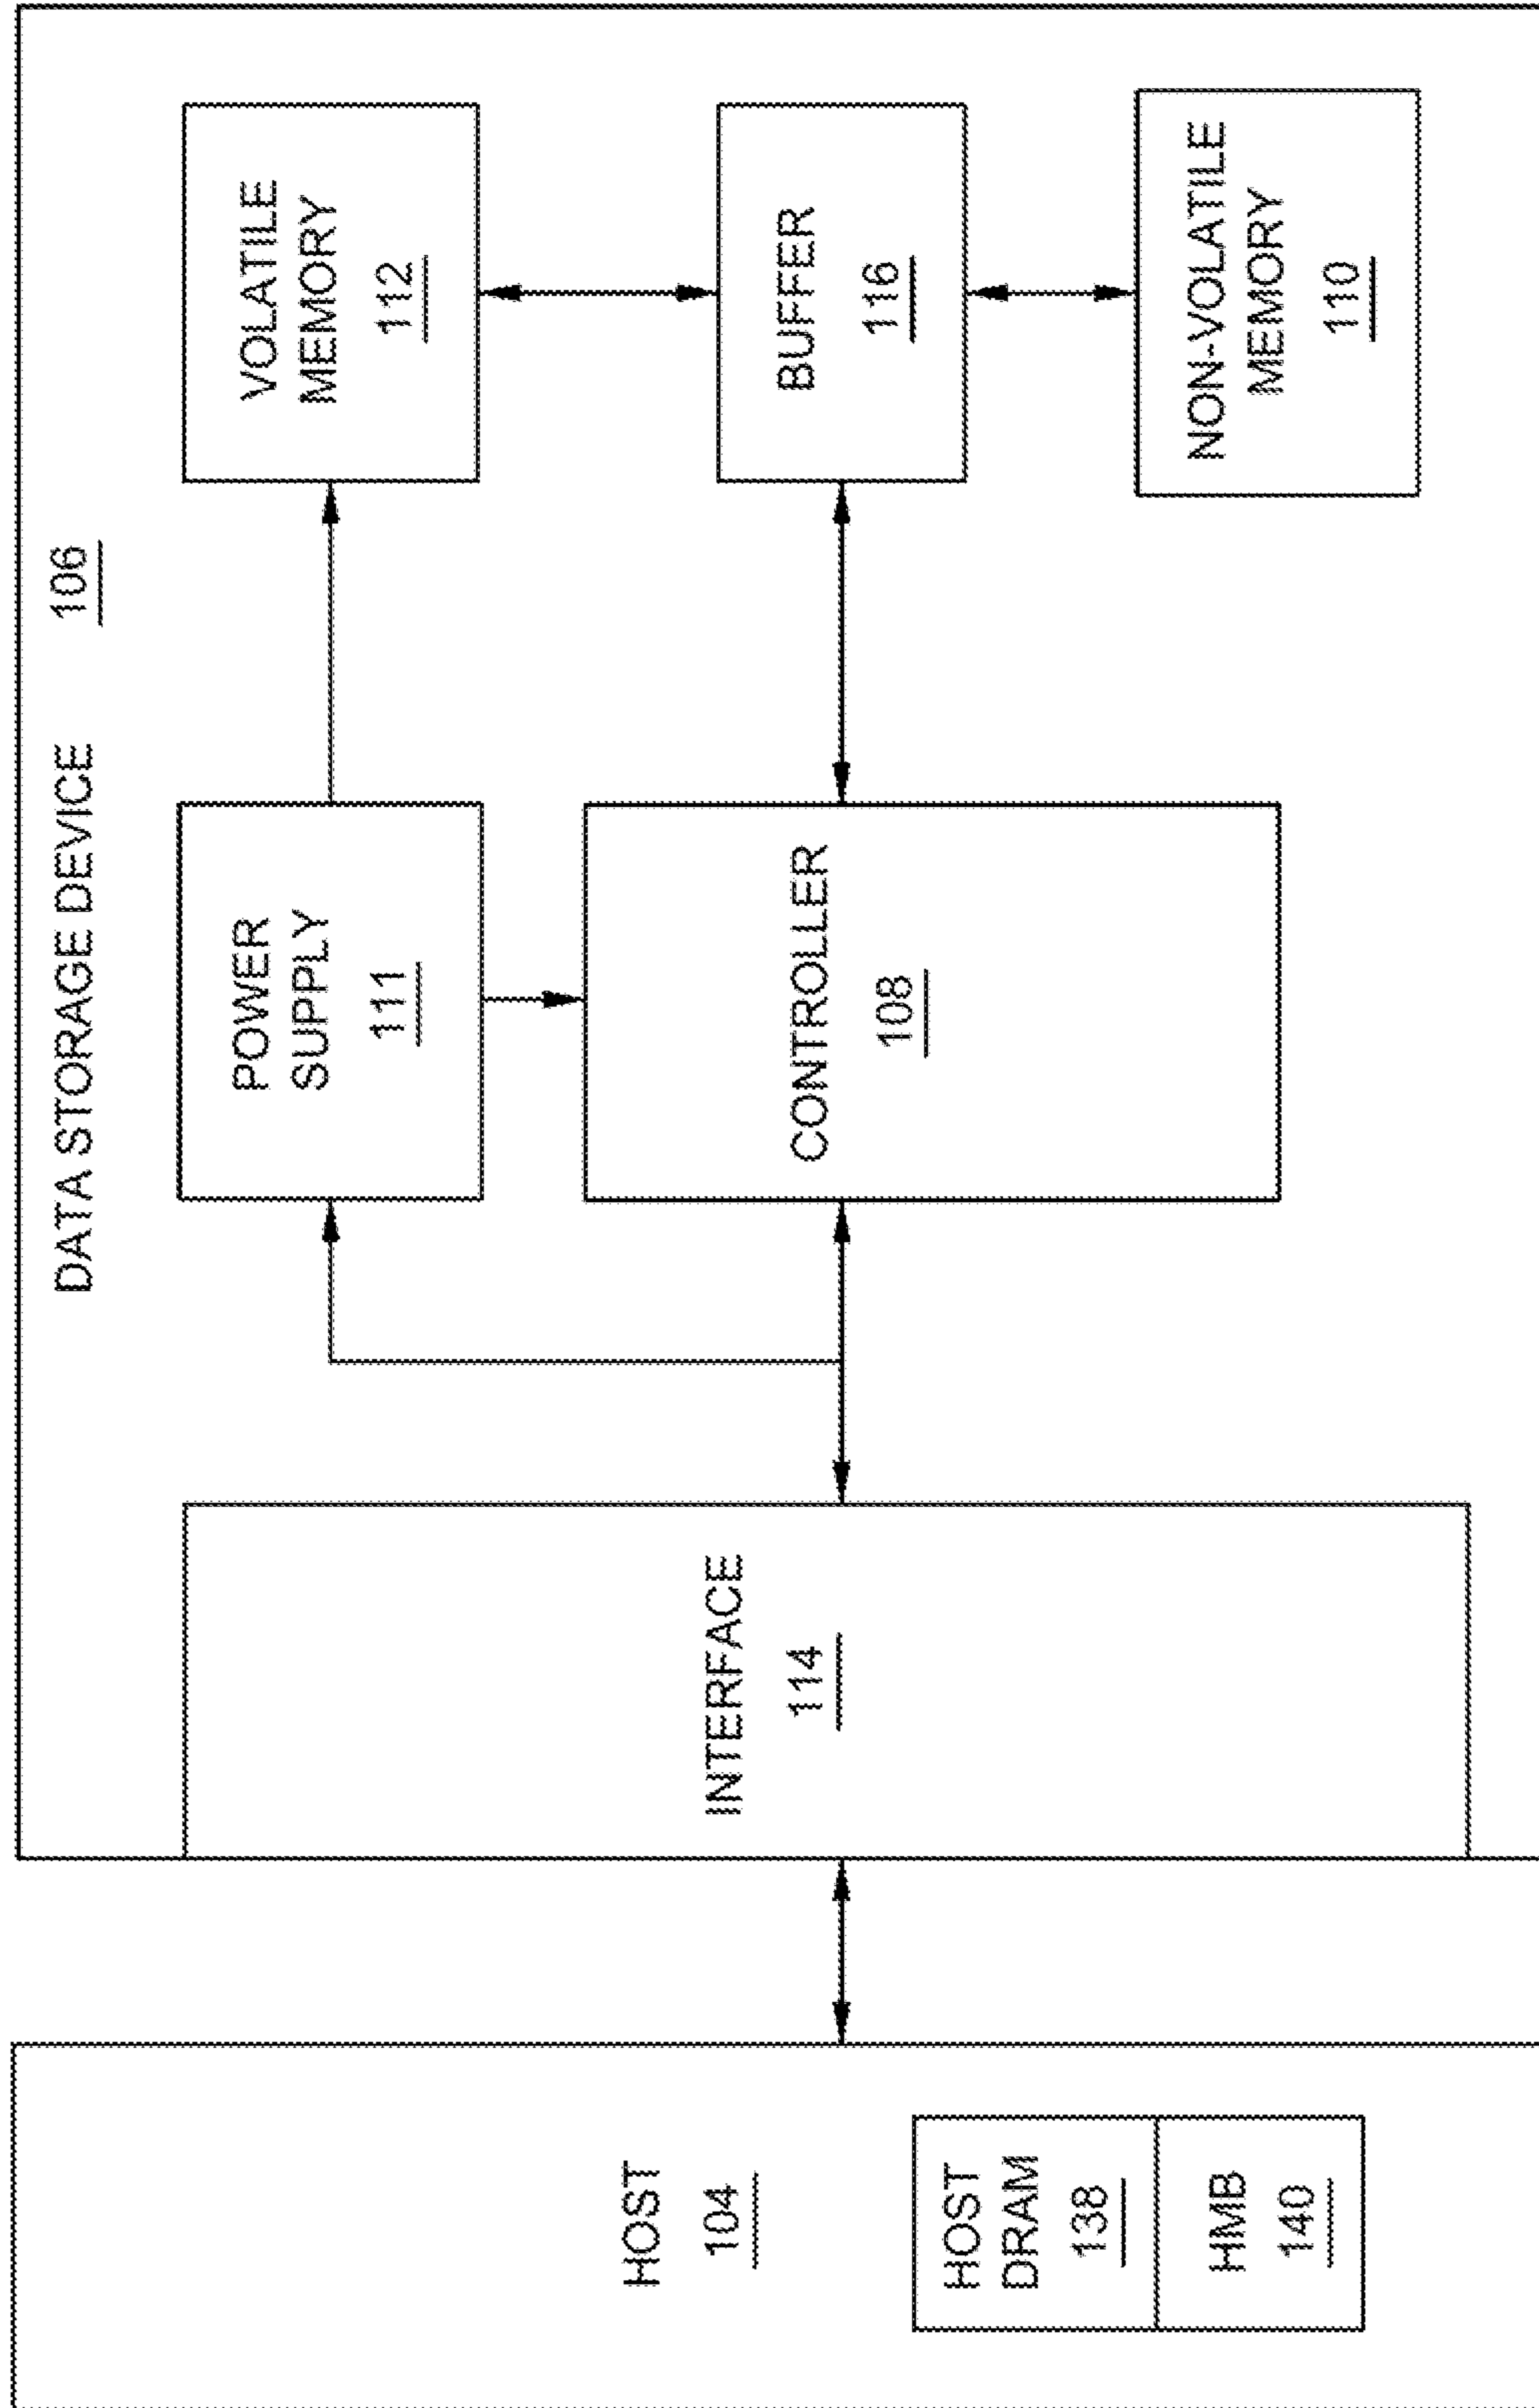 HOST
104
HOST
DRAM
138
HMB
140
DATA STORAGE DEVICE 106
INTERFACE
114
POWER
SUPPLY
111
CONTROLLER
108
VOLATILE
MEMORY
112
BUFFER
116
NON-VOLATILE
MEMORY
110